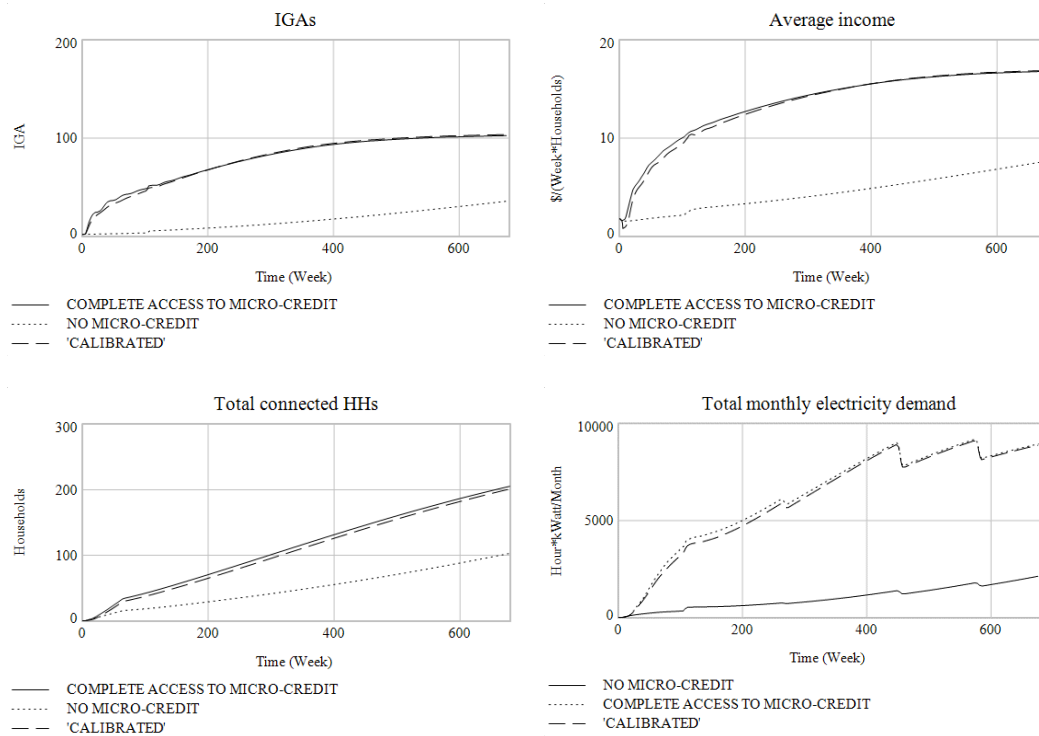 IGAs
200
100
0
IGA
0
200
400
600
Time (Week)
COMPLETE ACCESS TO MICRO-CREDIT
NO MICRO-CREDIT
'CALIBRATED'
Average income
20
10
0
$/(Week*Households)
0
200
400
600
Time (Week)
COMPLETE ACCESS TO MICRO-CREDIT
NO MICRO-CREDIT
'CALIBRATED'
Total connected HHs
300
200
100
0
Households
0
200
400
600
Time (Week)
COMPLETE ACCESS TO MICRO-CREDIT
NO MICRO-CREDIT
'CALIBRATED'
Total monthly electricity demand
10000
5000
0
Hour*kWatt/Month
0
200
400
600
Time (Week)
NO MICRO-CREDIT
COMPLETE ACCESS TO MICRO-CREDIT
'CALIBRATED'